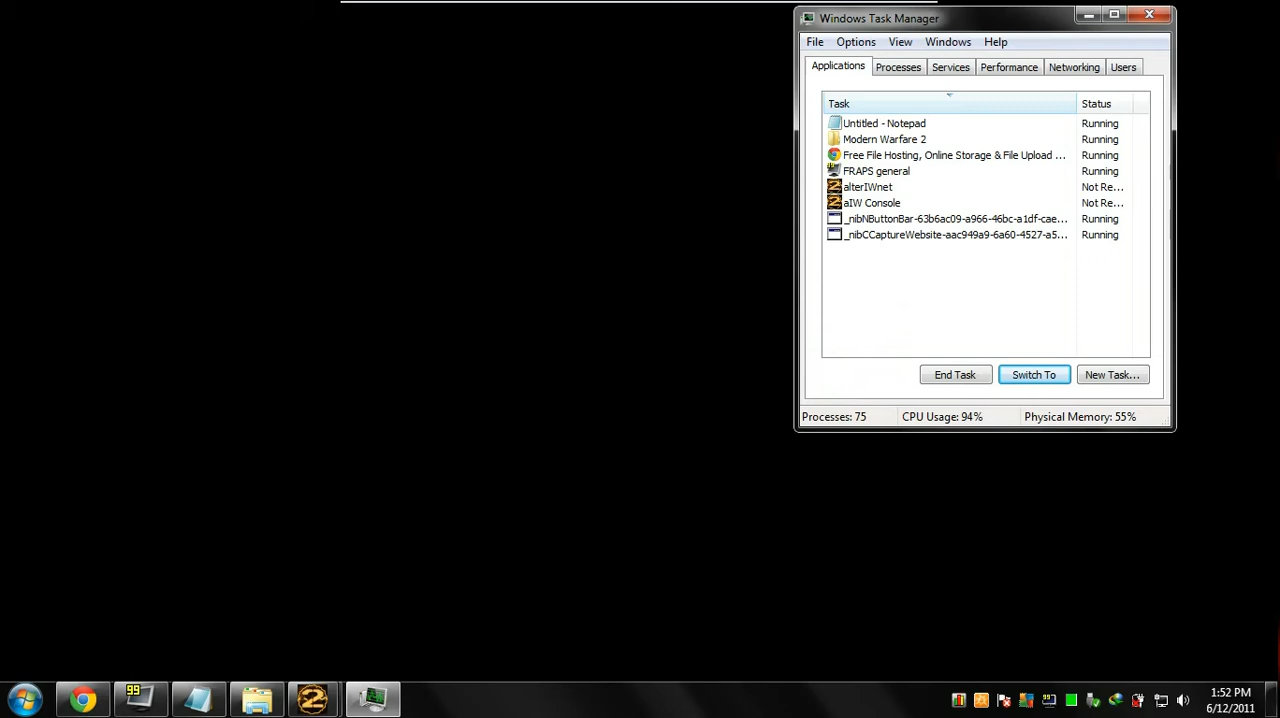 Windows Task Manager
File Options View Windows Help
Applications Processes Services Performance Networking Users
Task Status
Untitled - Notepad Running
Modern Warfare 2 Running
Free File Hosting, Online Storage & File Upload ... Running
FRAPS general Running
alterIWnet Not Re...
aIW Console Not Re...
_nibNButtonBar-63b6ac09-a966-46bc-a1df-cae... Running
_nibCCaptureWebsite-aac949a9-6a60-4527-a5... Running
End Task Switch To New Task...
Processes: 75 CPU Usage: 94% Physical Memory: 55%
99
1:52 PM
6/12/2011